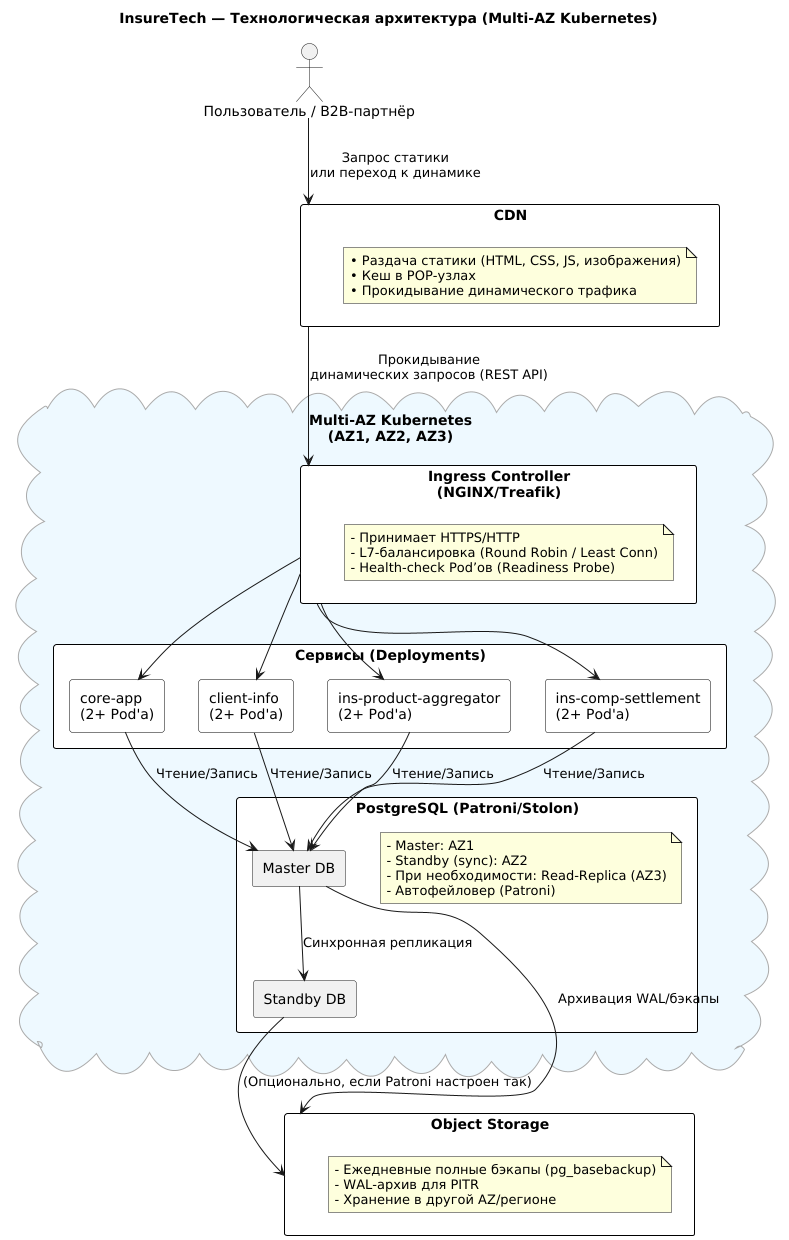 InsureTech — Технологическая архитектура (Multi-AZ Kubernetes)
Пользователь / B2B-партнёр
Запрос статики
или переход к динамике
CDN
• Раздача статики (HTML, CSS, JS, изображения)
• Кеш в POP-узлах
• Прокидывание динамического трафика
Прокидывание
динамических запросов (REST API)
Multi-AZ Kubernetes
(AZ1, AZ2, AZ3)
Ingress Controller
(NGINX/Treafik)
- Принимает HTTPS/HTTP
- L7-балансировка (Round Robin / Least Conn)
- Health-check Pod’ов (Readiness Probe)
Сервисы (Deployments)
core-app
(2+ Pod'a)
client-info
(2+ Pod'a)
ins-product-aggregator
(2+ Pod'a)
ins-comp-settlement
(2+ Pod'a)
Чтение/Запись
Чтение/Запись
Чтение/Запись
Чтение/Запись
PostgreSQL (Patroni/Stolon)
Master DB
- Master: AZ1
- Standby (sync): AZ2
- При необходимости: Read-Replica (AZ3)
- Автофейловер (Patroni)
Синхронная репликация
Standby DB
Архивация WAL/бэкапы
(Опционально, если Patroni настроен так)
Object Storage
- Ежедневные полные бэкапы (pg_basebackup)
- WAL-архив для PITR
- Хранение в другой AZ/регионе